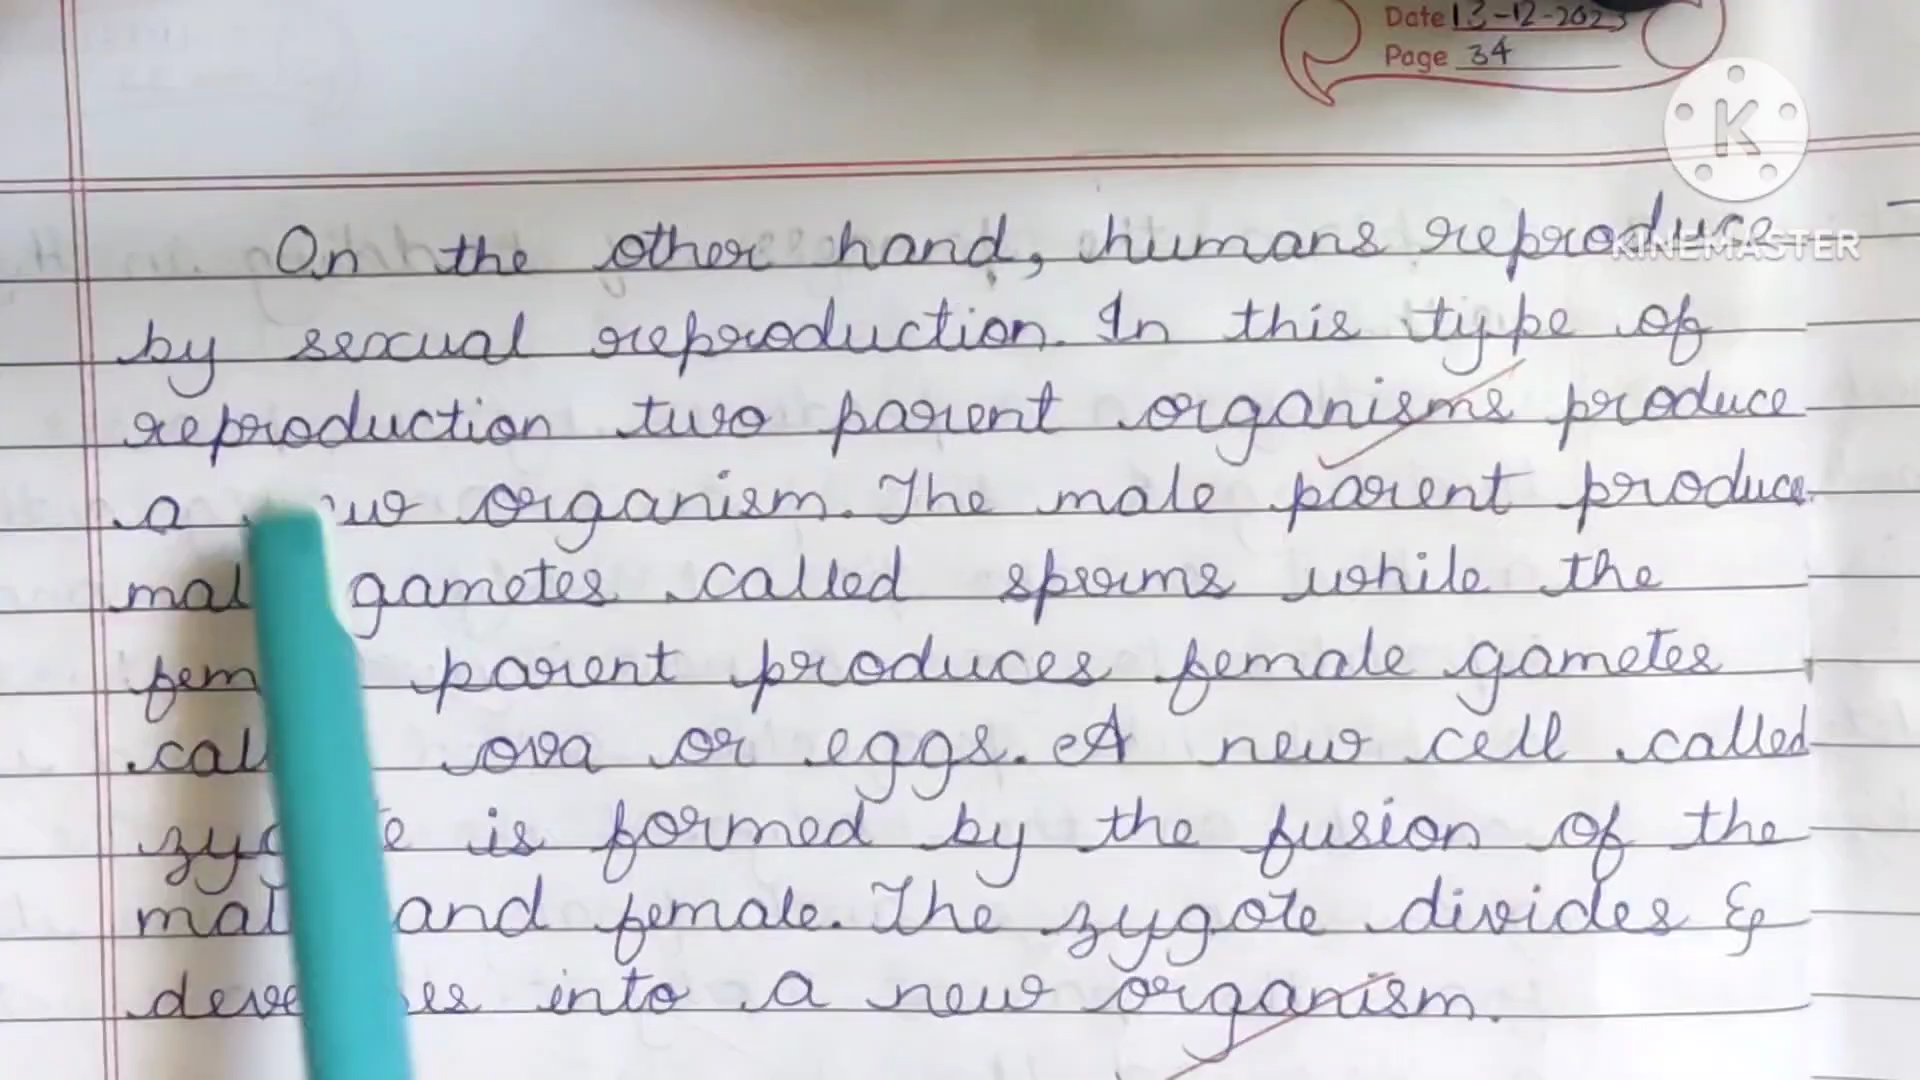 Date 13-12-2023
Page 34
K
KINEMASTER
On the other hand, humans reproduce
by sexual reproduction. In this type of
reproduction two parent organisms produce
a organism. The male parent produce
gametes called sperms while the
parent produces female gametes
ova or eggs. A new cell called
is formed by the fusion of the
and female. The zygote divides &
into a new organism.